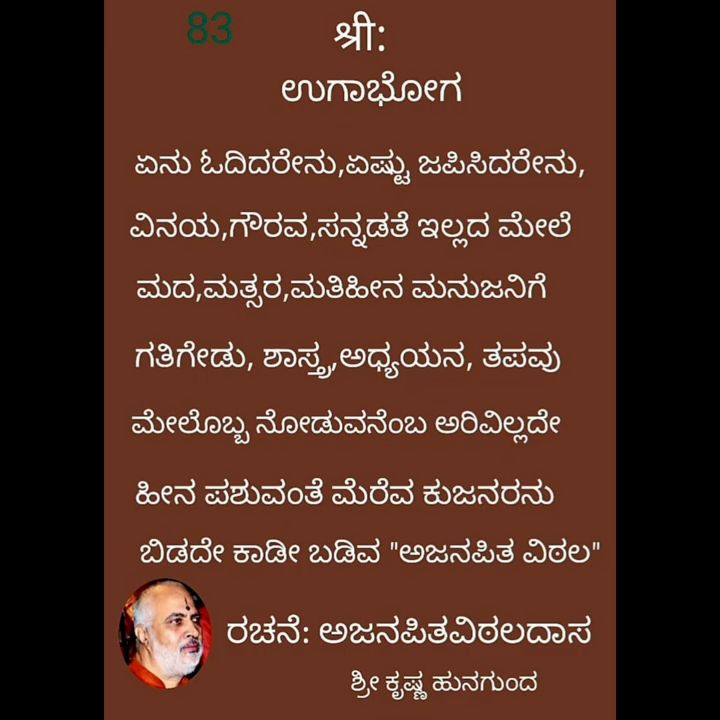 83
श्री:
ಉಗಾಭೋಗ
ಏನು ಓದಿದರೇನು,ಏಷ್ಟು ಜಪಿಸಿದರೇನು,
ವಿನಯ,ಗೌರವ,ಸನ್ನಡತೆ ಇಲ್ಲದ ಮೇಲೆ
ಮದ,ಮತ್ಸರ,ಮತಿಹೀನ ಮನುಜನಿಗೆ
ಗತಿಗೇಡು, ಶಾಸ್ತ್ರ,ಅಧ್ಯಯನ, ತಪವು
ಮೇಲೊಬ್ಬ ನೋಡುವನೆಂಬ ಅರಿವಿಲ್ಲದೇ
ಹೀನ ಪಶುವಂತೆ ಮೆರೆವ ಕುಜನರನು
ಬಿಡದೇ ಕಾಡೀ ಬಡಿವ "ಅಜನಪಿತ ವಿಠಲ"
ರಚನೆ: ಅಜನಪಿತವಿಠಲದಾಸ
ಶ್ರೀ ಕೃಷ್ಣ ಹುನಗುಂದ